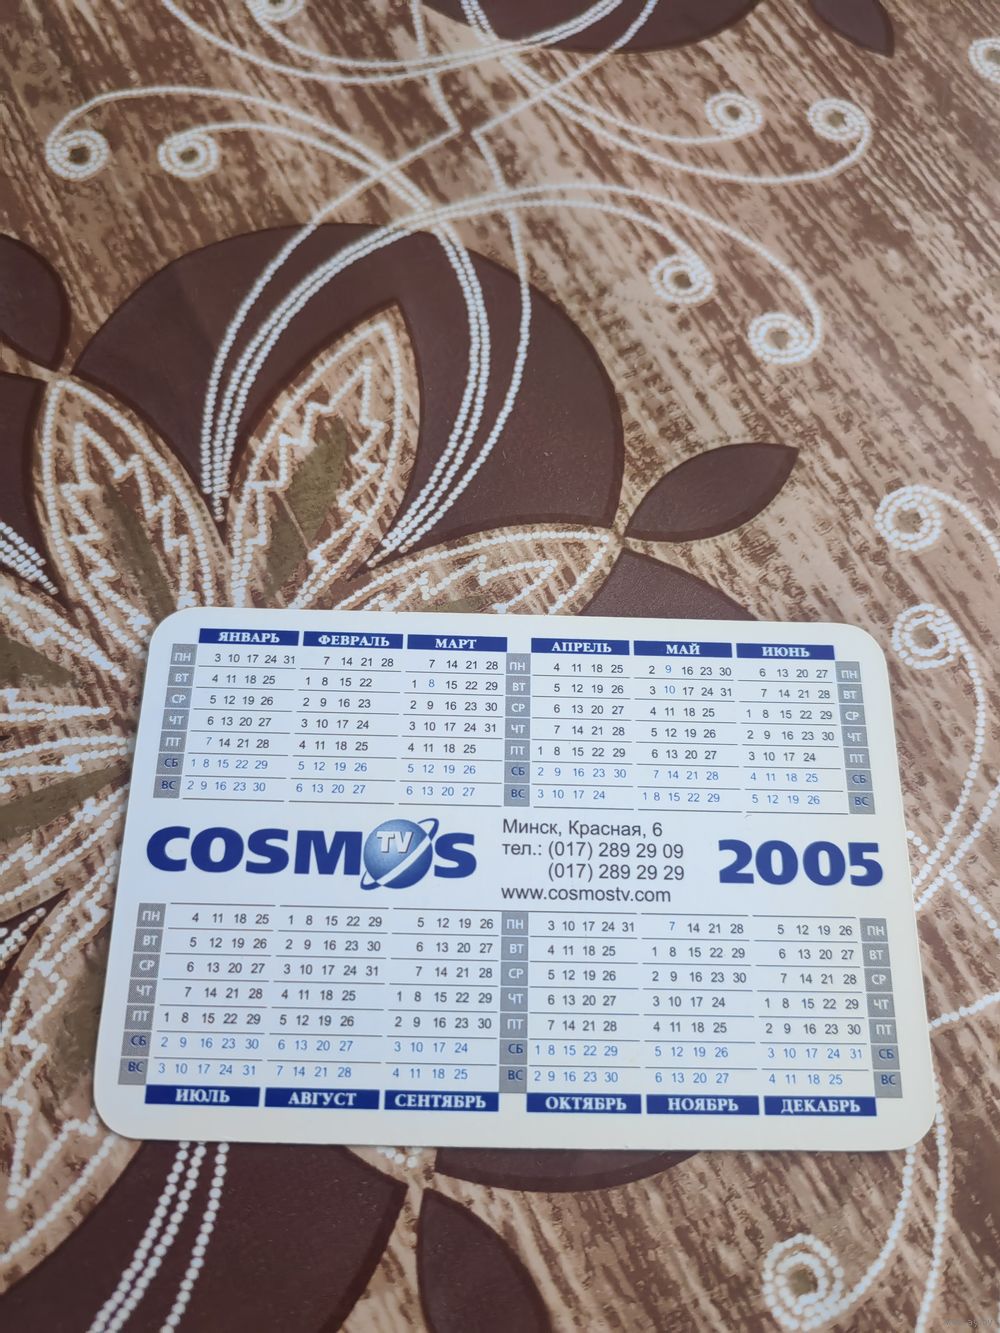 ЯНВАРЬ ФЕВРАЛЬ МАРТ АПРЕЛЬ МАЙ ИЮНЬ
ПН 3 10 17 24 31 7 14 21 28 7 14 21 28 ПН 4 11 18 25 2 9 16 23 30 6 13 20 27 ПН
ВТ 4 11 18 25 1 8 15 22 1 8 15 22 29 ВТ 5 12 19 26 3 10 17 24 31 7 14 21 28 ВТ
СР 5 12 19 26 2 9 16 23 2 9 16 23 30 СР 6 13 20 27 4 11 18 25 1 8 15 22 29 СР
ЧТ 6 13 20 27 3 10 17 24 3 10 17 24 31 ЧТ 7 14 21 28 5 12 19 26 2 9 16 23 30 ЧТ
ПТ 7 14 21 28 4 11 18 25 4 11 18 25 ПТ 1 8 15 22 29 6 13 20 27 3 10 17 24 ПТ
СБ 1 8 15 22 29 5 12 19 26 5 12 19 26 СБ 2 9 16 23 30 7 14 21 28 4 11 18 25 СБ
ВС 2 9 16 23 30 6 13 20 27 6 13 20 27 ВС 3 10 17 24 1 8 15 22 29 5 12 19 26 ВС
COSMOS TV
Минск, Красная, 6
тел.: (017) 289 29 09
(017) 289 29 29
www.cosmostv.com
2005
ПН 4 11 18 25 1 8 15 22 29 5 12 19 26 ПН 3 10 17 24 31 7 14 21 28 5 12 19 26 ПН
ВТ 5 12 19 26 2 9 16 23 30 6 13 20 27 ВТ 4 11 18 25 1 8 15 22 29 6 13 20 27 ВТ
СР 6 13 20 27 3 10 17 24 31 7 14 21 28 СР 5 12 19 26 2 9 16 23 30 7 14 21 28 СР
ЧТ 7 14 21 28 4 11 18 25 1 8 15 22 29 ЧТ 6 13 20 27 3 10 17 24 1 8 15 22 29 ЧТ
ПТ 1 8 15 22 29 5 12 19 26 2 9 16 23 30 ПТ 7 14 21 28 4 11 18 25 2 9 16 23 30 ПТ
СБ 2 9 16 23 30 6 13 20 27 3 10 17 24 СБ 1 8 15 22 29 5 12 19 26 3 10 17 24 31 СБ
ВС 3 10 17 24 31 7 14 21 28 4 11 18 25 ВС 2 9 16 23 30 6 13 20 27 4 11 18 25 ВС
ИЮЛЬ АВГУСТ СЕНТЯБРЬ ОКТЯБРЬ НОЯБРЬ ДЕКАБРЬ